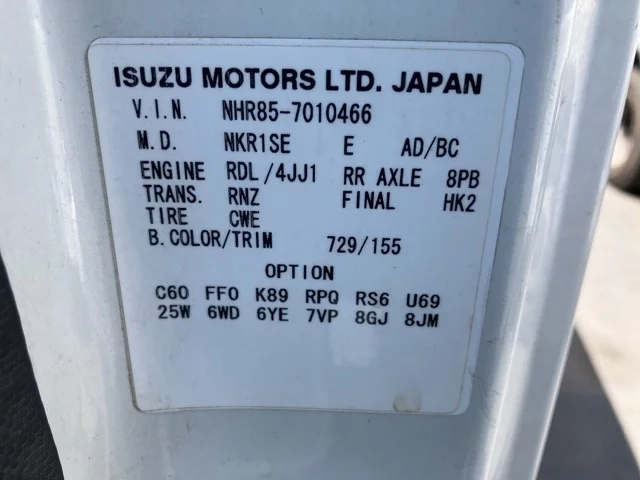 ISUZU MOTORS LTD. JAPAN
V.I.N. NHR85-7010466
M.D. NKR1SE E AD/BC
ENGINE RDL/4JJ1 RR AXLE 8PB
TRANS. RNZ FINAL HK2
TIRE CWE
B.COLOR/TRIM 729/155
OPTION
C60 FF0 K89 RPQ RS6 U69
25W 6WD 6YE 7VP 8GJ 8JM